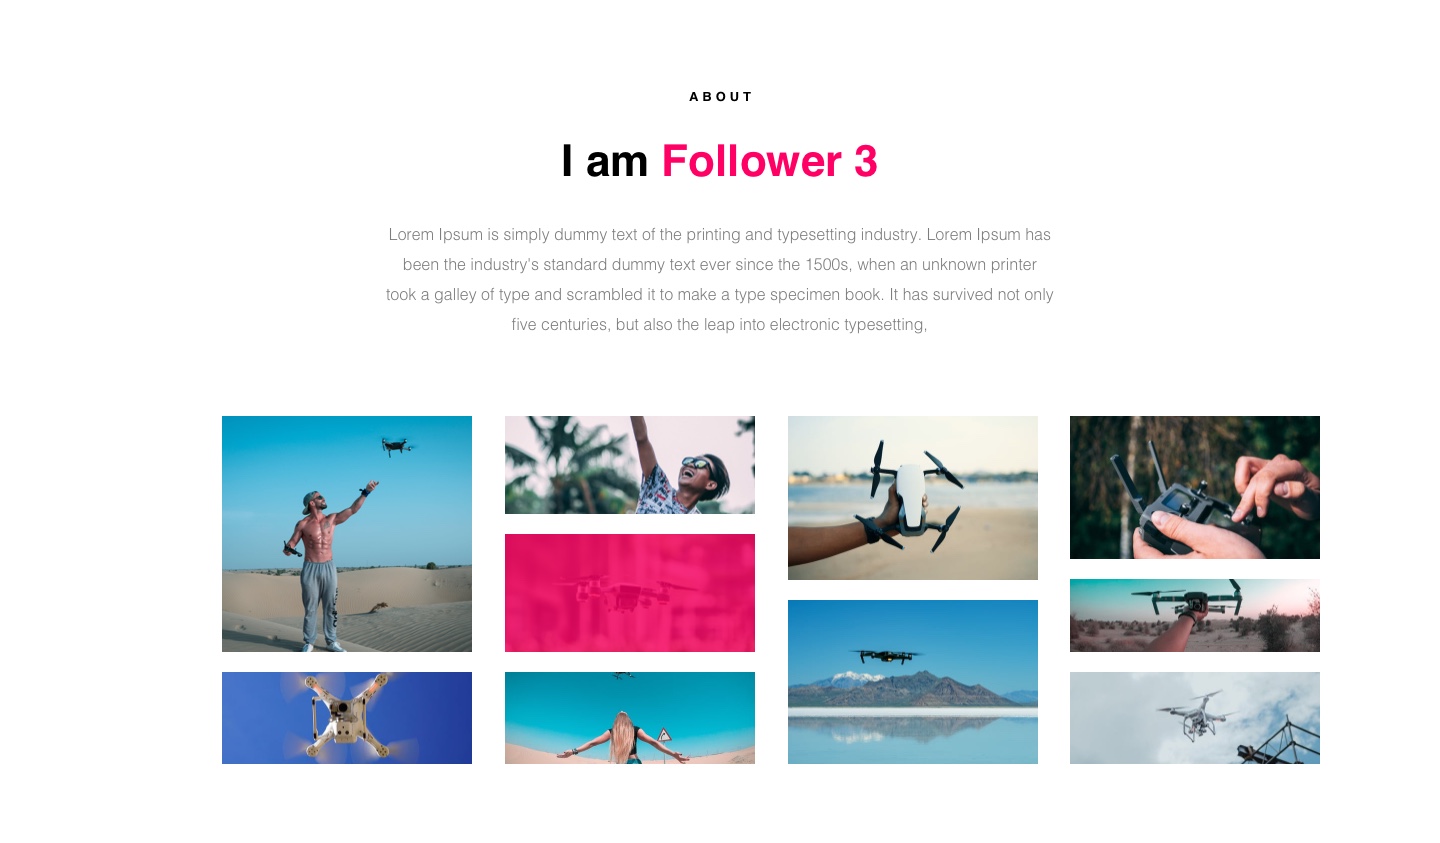 ABOUT
I am Follower 3
Lorem Ipsum is simply dummy text of the printing and typesetting industry. Lorem Ipsum has
been the industry's standard dummy text ever since the 1500s, when an unknown printer
took a galley of type and scrambled it to make a type specimen book. It has survived not only
five centuries, but also the leap into electronic typesetting,